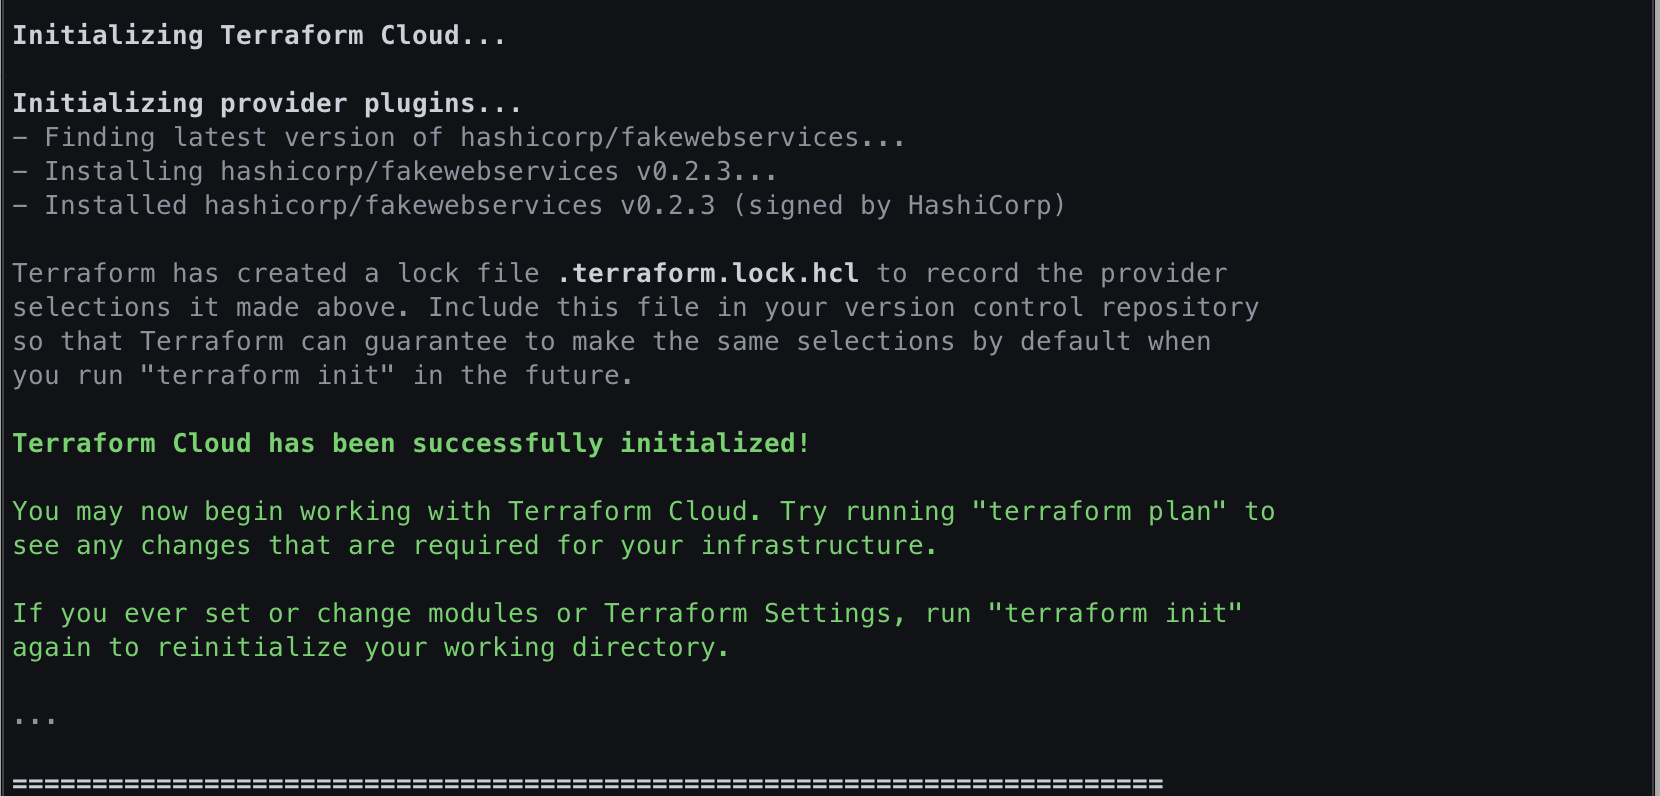 Initializing Terraform Cloud...
Initializing provider plugins...
− Finding latest version of hashicorp/fakewebservices...
− Installing hashicorp/fakewebservices v0.2.3...
− Installed hashicorp/fakewebservices v0.2.3 (signed by HashiCorp)
Terraform has created a lock file .terraform.lock.hcl to record the provider
selections it made above. Include this file in your version control repository
so that Terraform can guarantee to make the same selections by default when
you run "terraform init" in the future.
Terraform Cloud has been successfully initialized!
You may now begin working with Terraform Cloud. Try running "terraform plan" to
see any changes that are required for your infrastructure.
If you ever set or change modules or Terraform Settings, run "terraform init"
again to reinitialize your working directory.
...
========================================================================